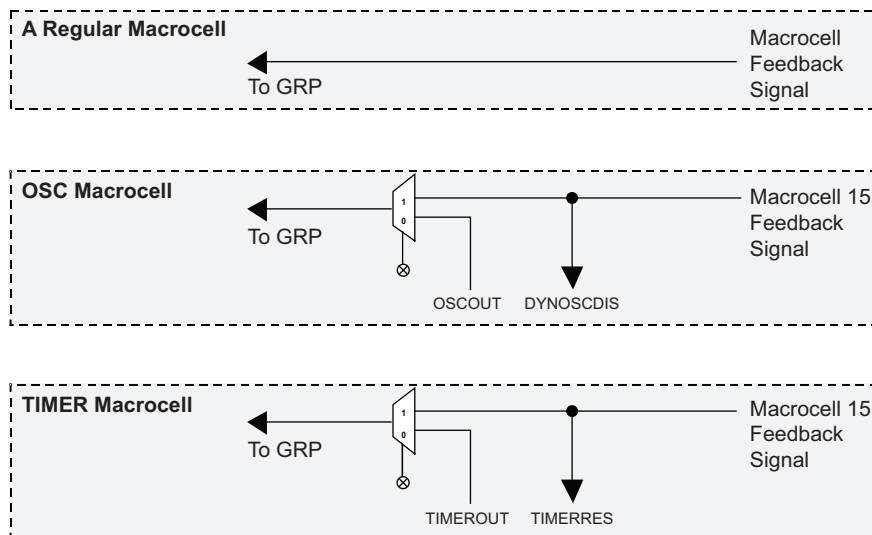 A Regular Macrocell
To GRP
Macrocell
Feedback
Signal
OSC Macrocell
1
0
To GRP
OSCOUT
DYNOSCDIS
Macrocell 15
Feedback
Signal
TIMER Macrocell
1
0
To GRP
TIMEROUT
TIMERRES
Macrocell 15
Feedback
Signal